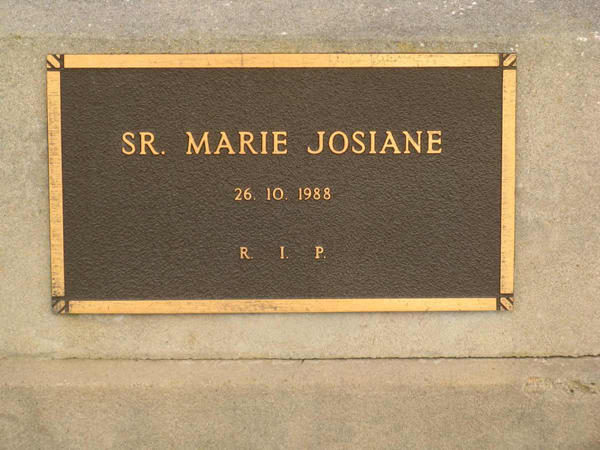 SR. MARIE JOSIANE
26. 10. 1988
R. I. P.